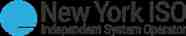 New York ISO
Independent System Operator